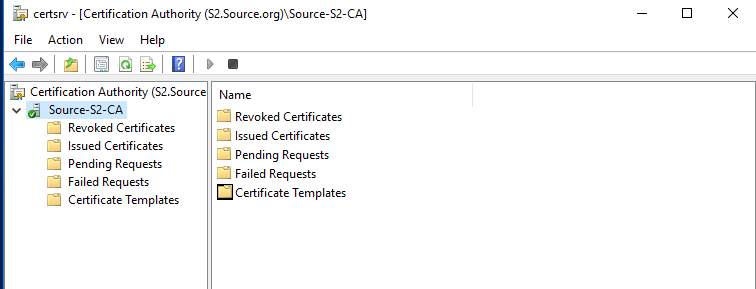 certsrv - [Certification Authority (S2.Source.org)\Source-S2-CA]
File Action View Help
Certification Authority (S2.Source
Source-S2-CA
Revoked Certificates
Issued Certificates
Pending Requests
Failed Requests
Certificate Templates
Name
Revoked Certificates
Issued Certificates
Pending Requests
Failed Requests
Certificate Templates